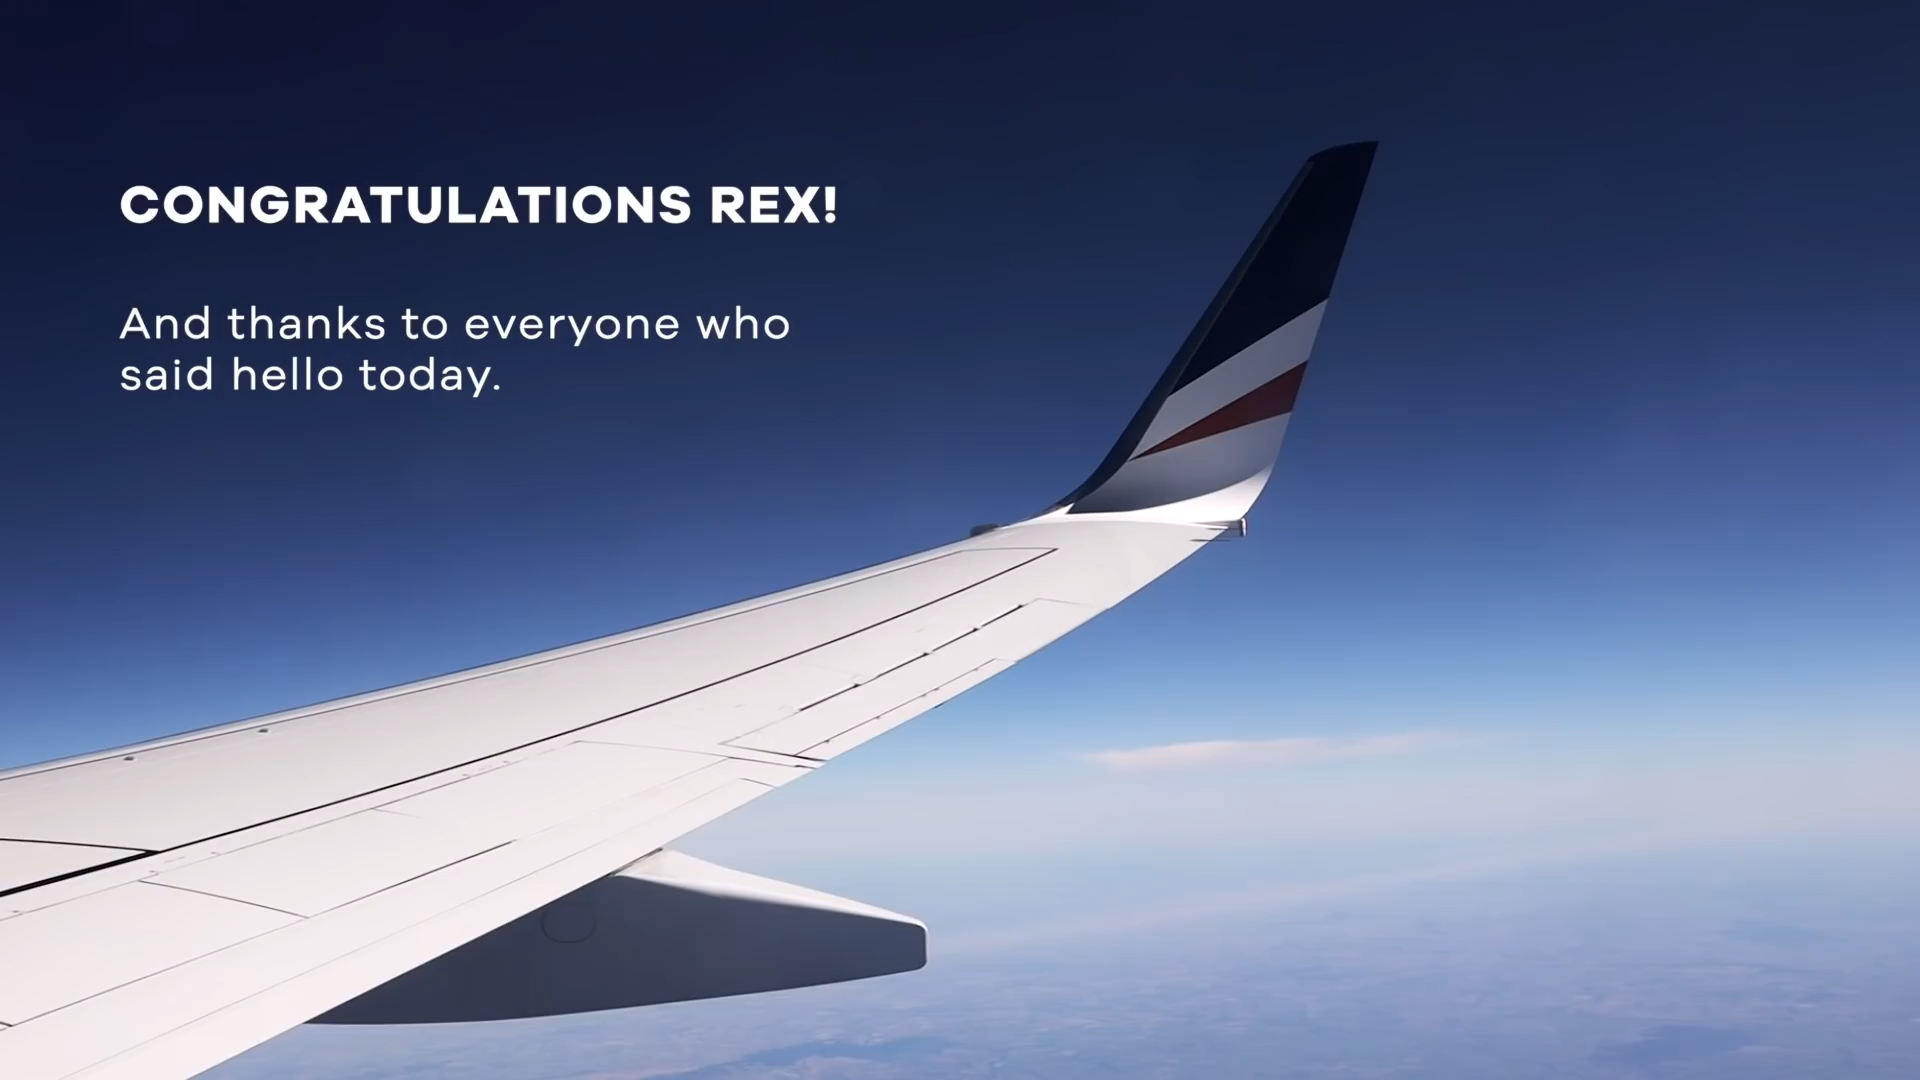 CONGRATULATIONS REX!
And thanks to everyone who
said hello today.